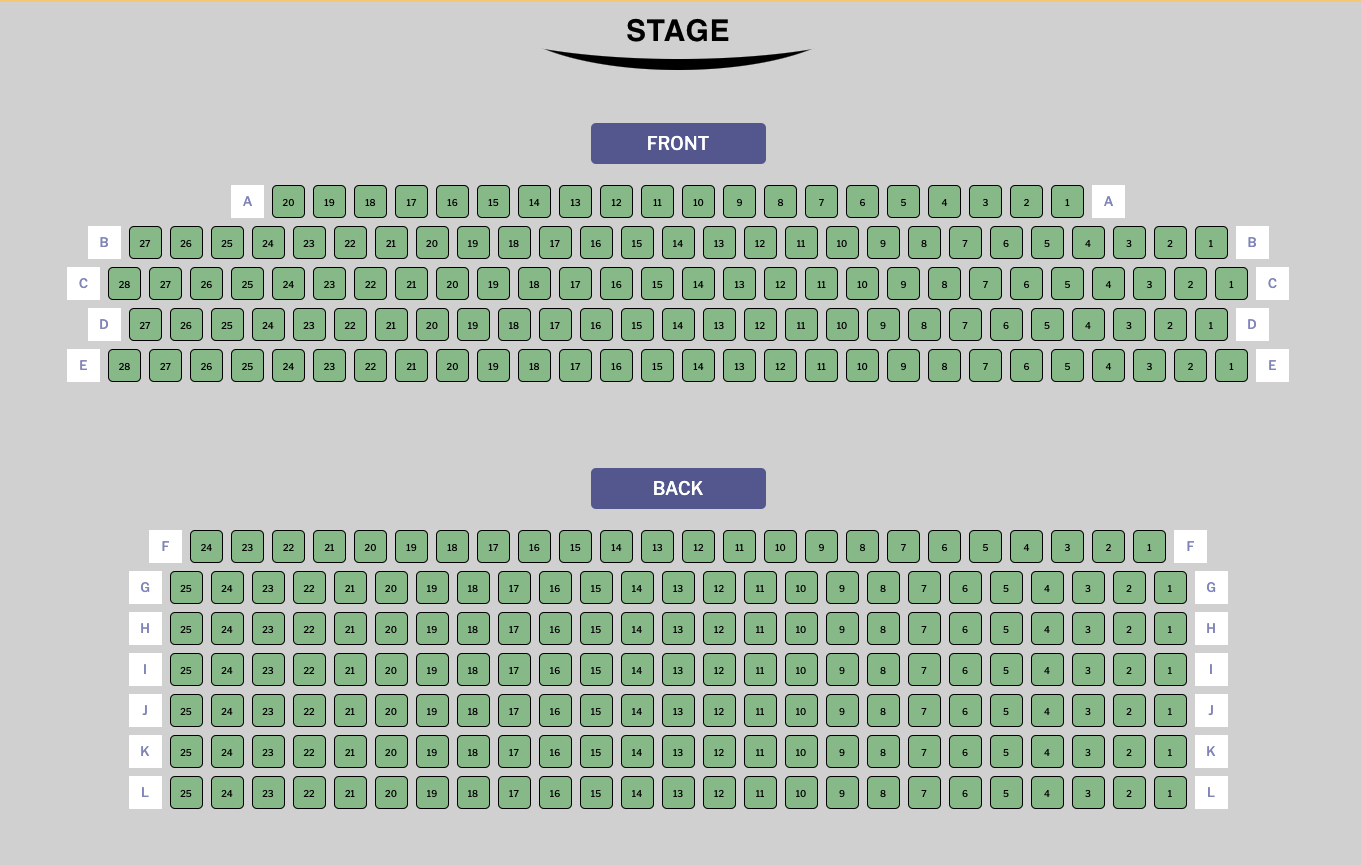 STAGE
FRONT
A 20 19 18 17 16 15 14 13 12 11 10 9 8 7 6 5 4 3 2 1 A
B 27 26 25 24 23 22 21 20 19 18 17 16 15 14 13 12 11 10 9 8 7 6 5 4 3 2 1 B
C 28 27 26 25 24 23 22 21 20 19 18 17 16 15 14 13 12 11 10 9 8 7 6 5 4 3 2 1 C
D 27 26 25 24 23 22 21 20 19 18 17 16 15 14 13 12 11 10 9 8 7 6 5 4 3 2 1 D
E 28 27 26 25 24 23 22 21 20 19 18 17 16 15 14 13 12 11 10 9 8 7 6 5 4 3 2 1 E
BACK
F 24 23 22 21 20 19 18 17 16 15 14 13 12 11 10 9 8 7 6 5 4 3 2 1 F
G 25 24 23 22 21 20 19 18 17 16 15 14 13 12 11 10 9 8 7 6 5 4 3 2 1 G
H 25 24 23 22 21 20 19 18 17 16 15 14 13 12 11 10 9 8 7 6 5 4 3 2 1 H
I 25 24 23 22 21 20 19 18 17 16 15 14 13 12 11 10 9 8 7 6 5 4 3 2 1 I
J 25 24 23 22 21 20 19 18 17 16 15 14 13 12 11 10 9 8 7 6 5 4 3 2 1 J
K 25 24 23 22 21 20 19 18 17 16 15 14 13 12 11 10 9 8 7 6 5 4 3 2 1 K
L 25 24 23 22 21 20 19 18 17 16 15 14 13 12 11 10 9 8 7 6 5 4 3 2 1 L